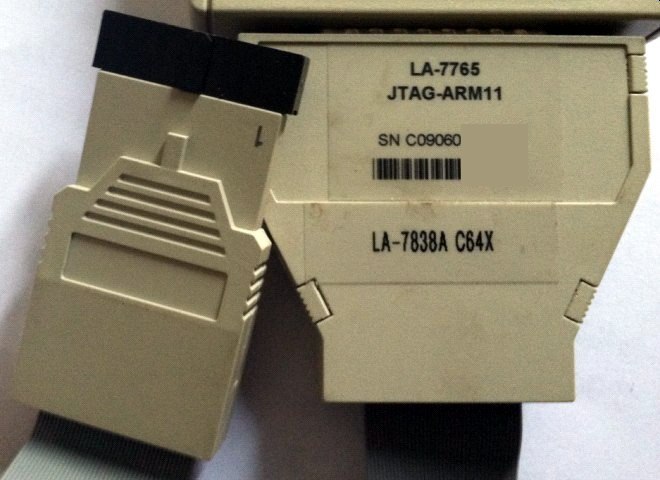 LA-7765
JTAG-ARM11
SN C09060
LA-7838A C64X
1